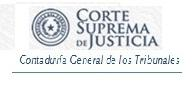 CORTE
SUPREMA
DE JUSTICIA
Contaduría General de los Tribunales